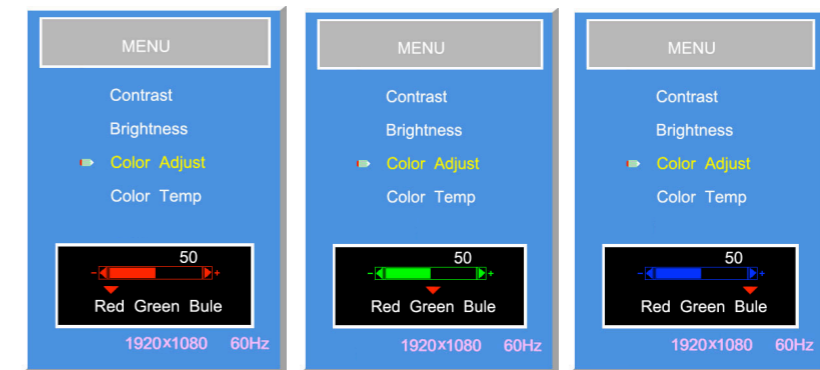 MENU
Contrast
Brightness
Color Adjust
Color Temp
50
- +
Red Green Bule
1920×1080 60Hz
MENU
Contrast
Brightness
Color Adjust
Color Temp
50
- +
Red Green Bule
1920×1080 60Hz
MENU
Contrast
Brightness
Color Adjust
Color Temp
50
- +
Red Green Bule
1920×1080 60Hz